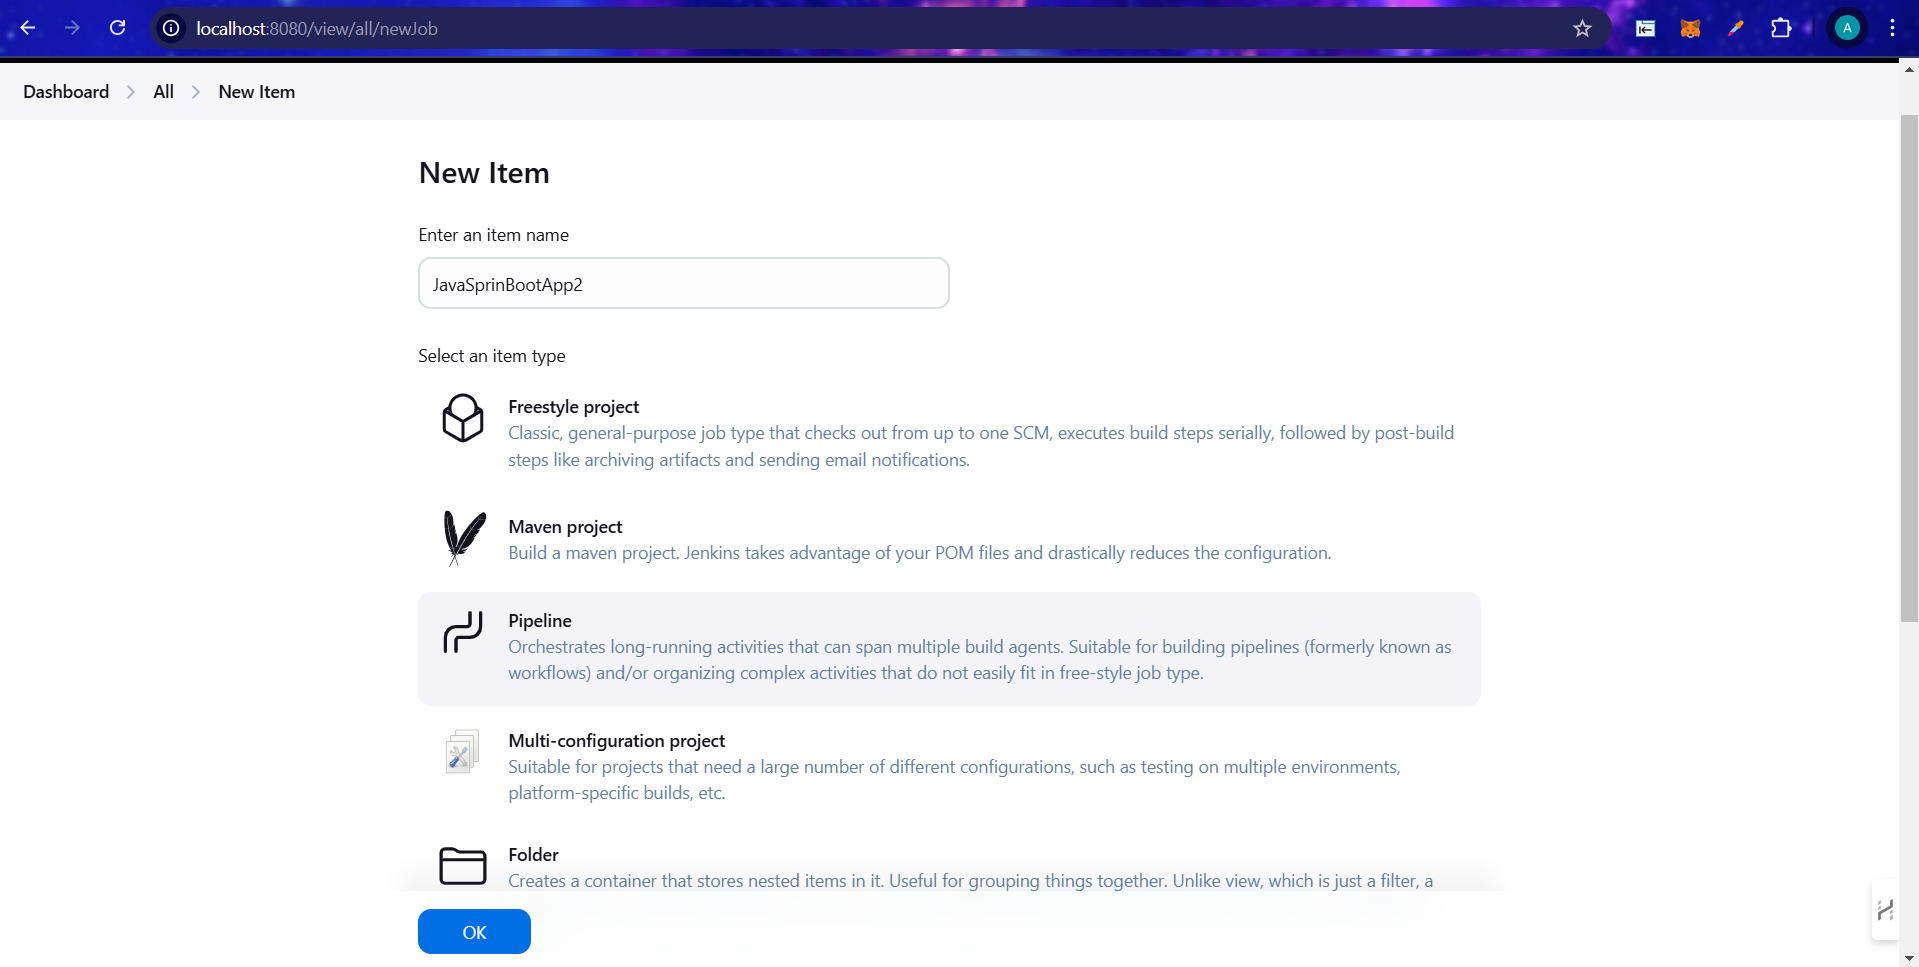 localhost:8080/view/all/newJob
A
Dashboard
All
New Item
New Item
Enter an item name
JavaSprinBootApp2
Select an item type
Freestyle project
Classic, general-purpose job type that checks out from up to one SCM, executes build steps serially, followed by post-build
steps like archiving artifacts and sending email notifications.
Maven project
Build a maven project. Jenkins takes advantage of your POM files and drastically reduces the configuration.
Pipeline
Orchestrates long-running activities that can span multiple build agents. Suitable for building pipelines (formerly known as
workflows) and/or organizing complex activities that do not easily fit in free-style job type.
Multi-configuration project
Suitable for projects that need a large number of different configurations, such as testing on multiple environments,
platform-specific builds, etc.
Folder
Creates a container that stores nested items in it. Useful for grouping things together. Unlike view, which is just a filter, a
OK